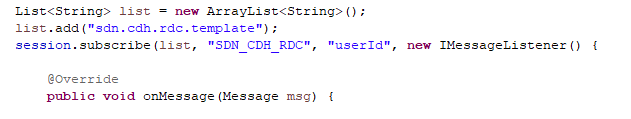 List<String> list = new ArrayList<String>();
list.add("sdn.cdh.rdc.template");
session.subscribe(list, "SDN_CDH_RDC", "userId", new IMessageListener() {
@Override
public void onMessage(Message msg) {